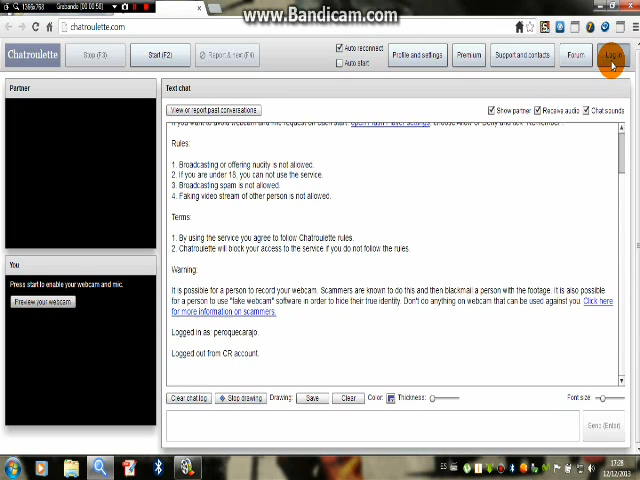 1366x768 Grabando [00:00:58]
www.Bandicam.com
chatroulette.com
Chatroulette
Stop (F3)
Start (F2)
Report & next (F4)
Auto reconnect
Auto start
Profile and settings
Premium
Support and contacts
Forum
Log in
Partner
Text chat
View or report past conversations
Show partner
Receive audio
Chat sounds
Rules:
1. Broadcasting or offering nudity is not allowed.
2. If you are under 18, you can not use the service.
3. Broadcasting spam is not allowed.
4. Faking video stream of other person is not allowed.
Terms:
1. By using the service you agree to follow Chatroulette rules.
2. Chatroulette will block your access to the service if you do not follow the rules.
Warning:
It is possible for a person to record your webcam. Scammers are known to do this and then blackmail a person with the footage. It is also possible
for a person to use "fake webcam" software in order to hide their true identity. Don't do anything on webcam that can be used against you. Click here
for more information on scammers.
Logged in as: peroquecarajo.
Logged out from CR account.
You
Press start to enable your webcam and mic.
Preview your webcam
Clear chat log
Stop drawing
Drawing:
Save
Clear
Color:
Thickness:
Font size:
Send (Enter)
ES
17:28
12/12/2013